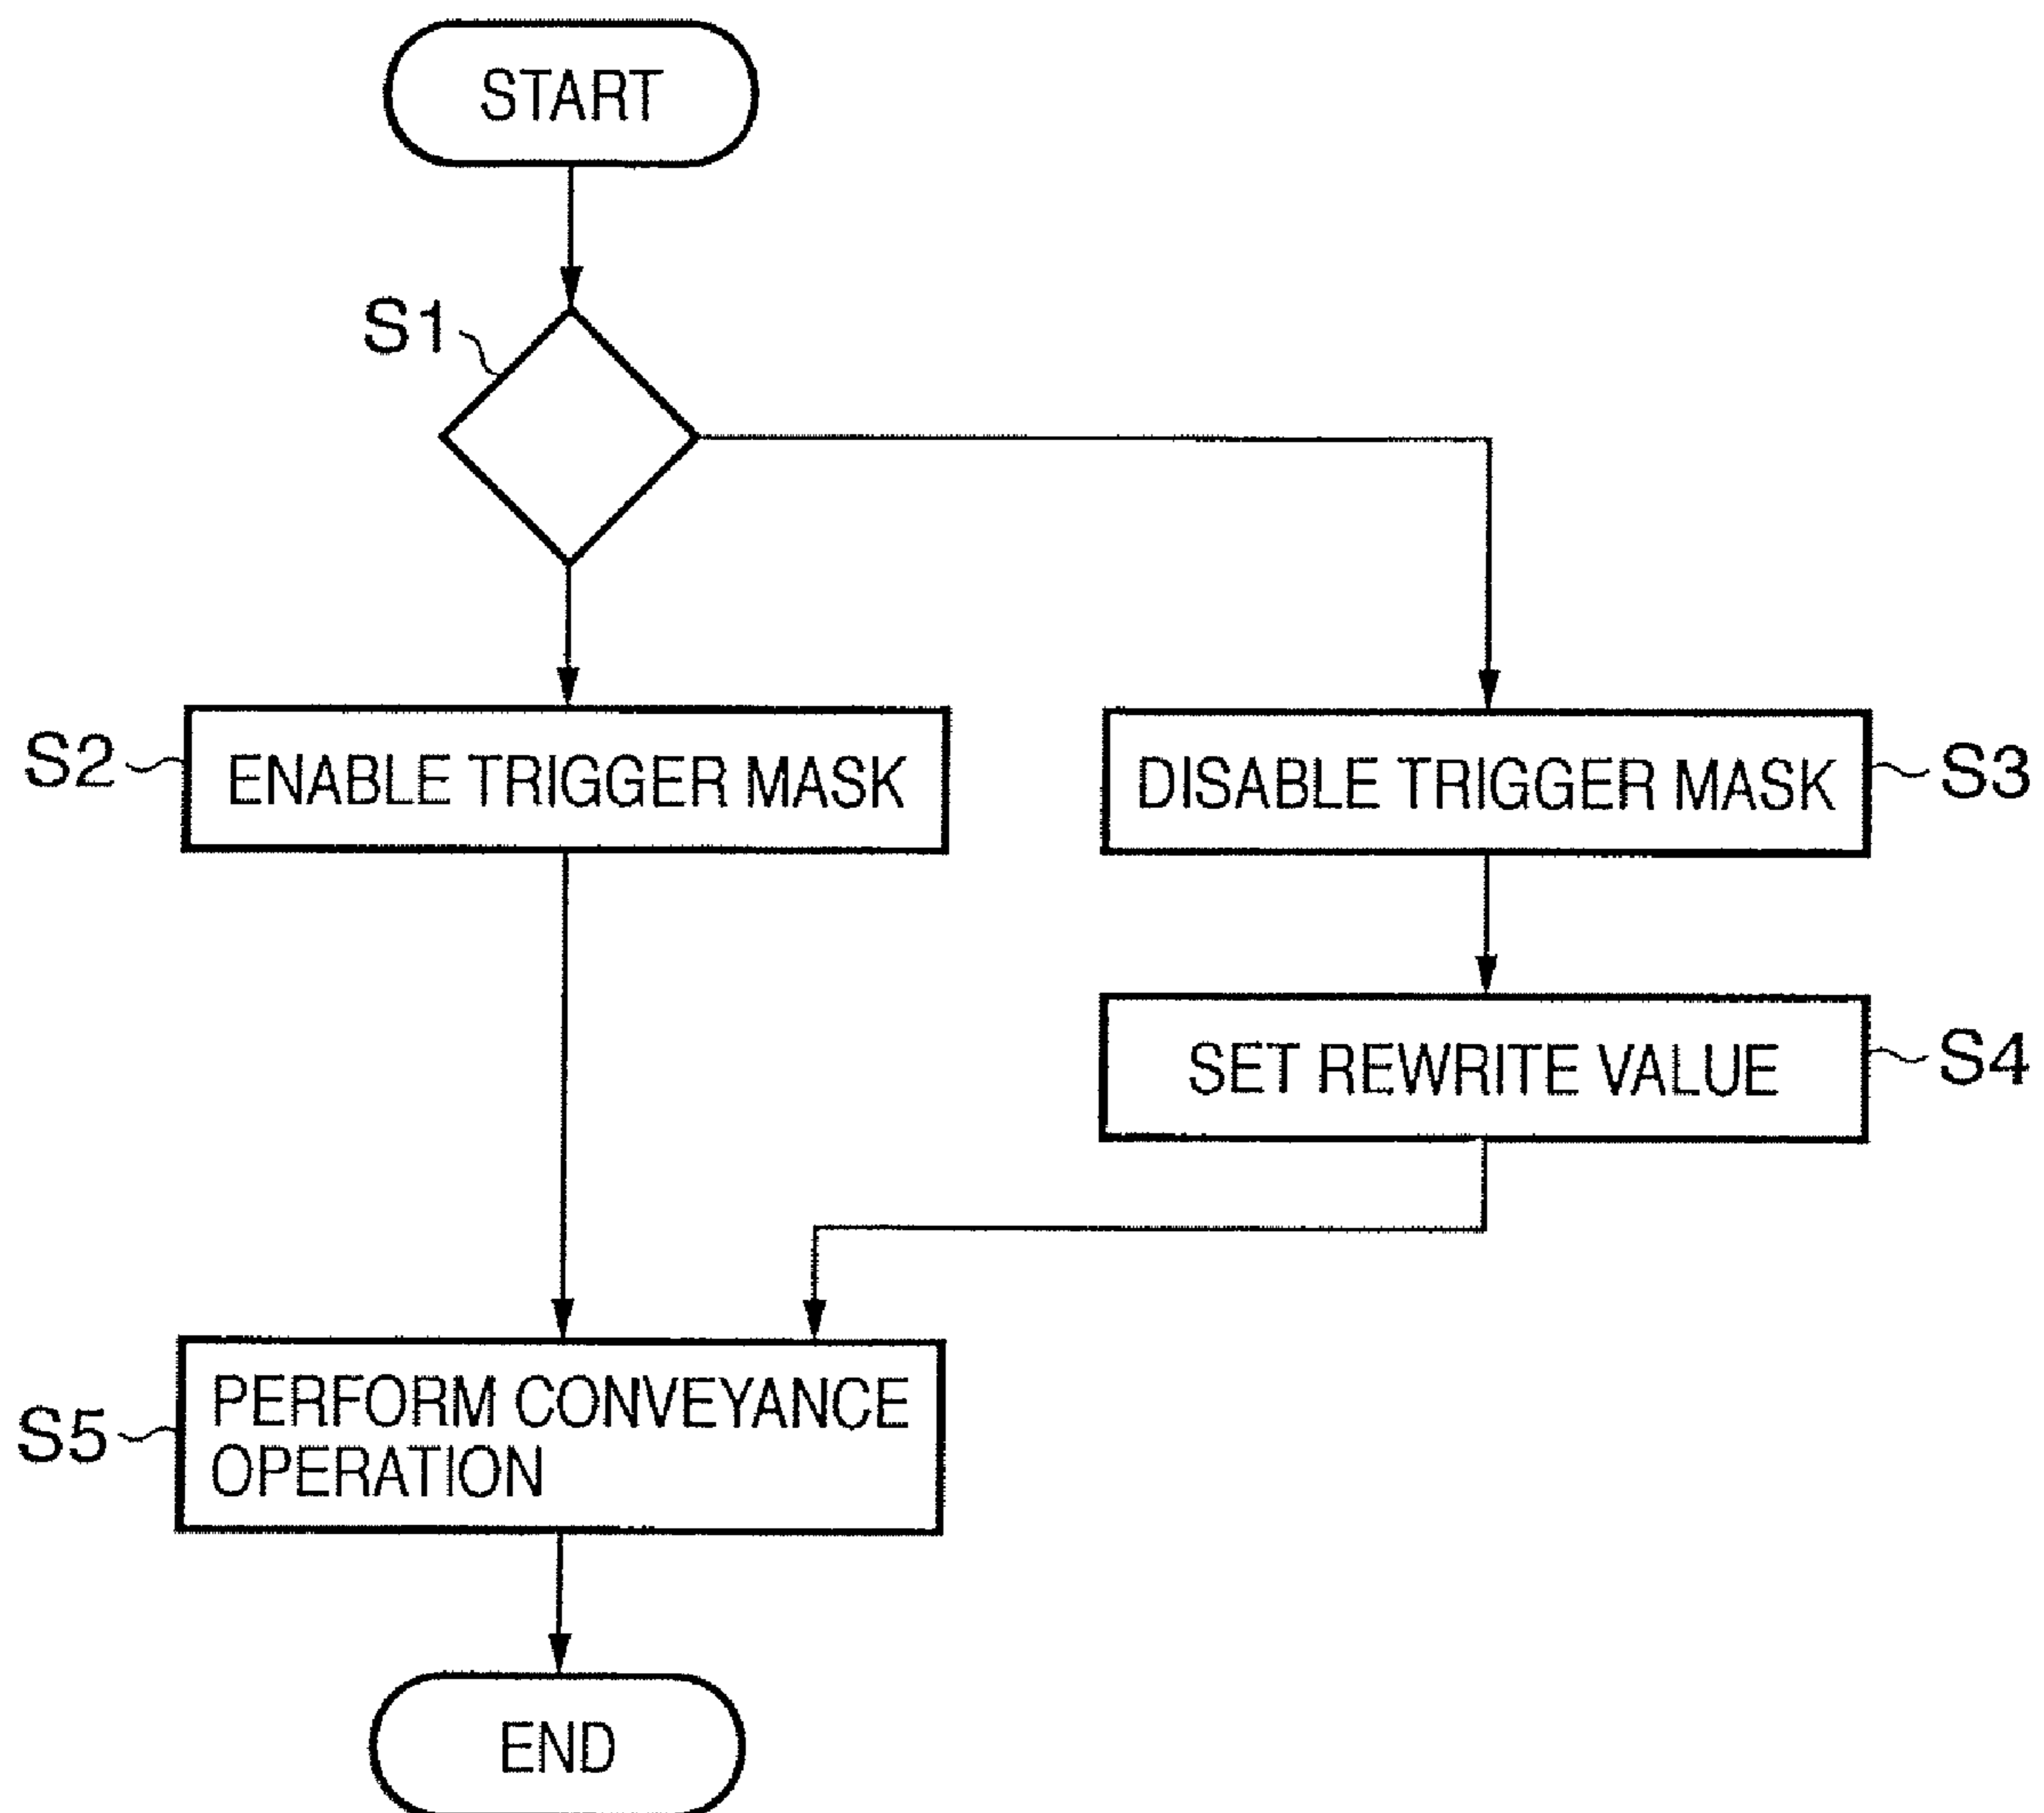 START
S1
S2
ENABLE TRIGGER MASK
DISABLE TRIGGER MASK
S3
SET REWRITE VALUE
S4
S5
PERFORM CONVEYANCE
OPERATION
END